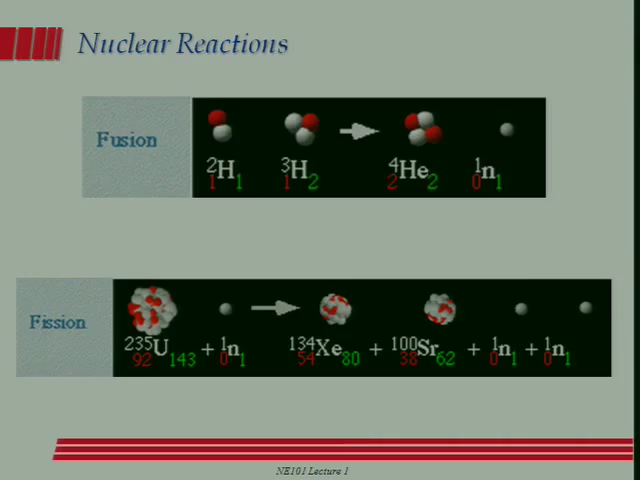 Nuclear Reactions
Fusion
²₁H₁ ³₁H₂ ⁴₂He₂ ¹₀n₁
Fission
²³⁵₉₂U₁₄₃ + ¹₀n₁ ¹³⁴₅₄Xe₈₀ + ¹⁰⁰₃₈Sr₆₂ + ¹₀n₁ + ¹₀n₁
NE101 Lecture 1